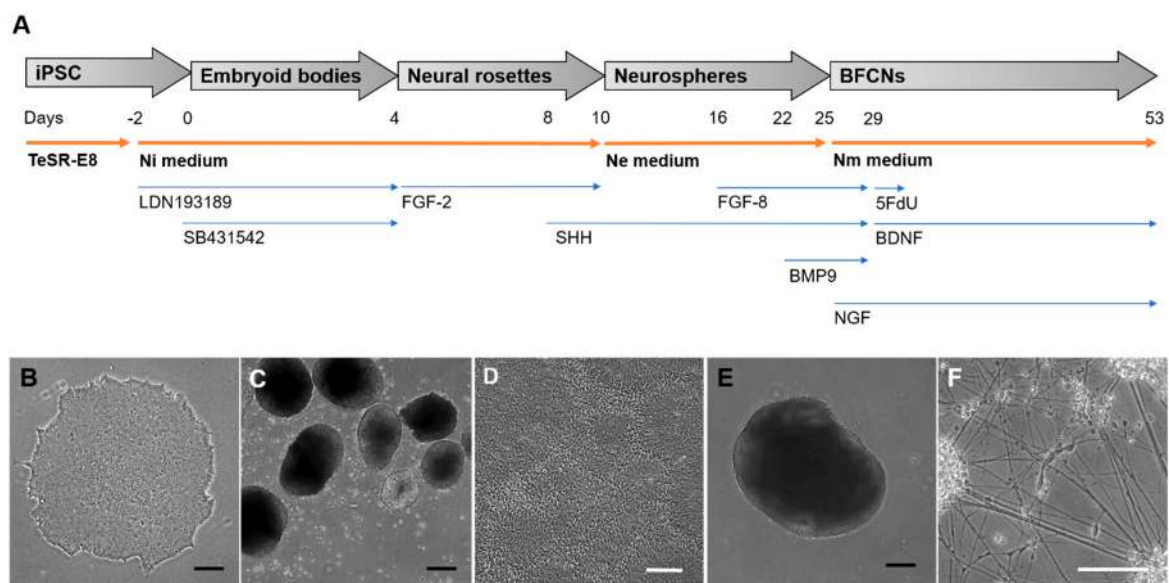 A
iPSC Embryoid bodies Neural rosettes Neurospheres BFCNs
Days -2 0 4 8 10 16 22 25 29 53
TeSR-E8 Ni medium Ne medium Nm medium
LDN193189 FGF-2 FGF-8 5FdU
SB431542 SHH BDNF
BMP9
NGF
B C D E F